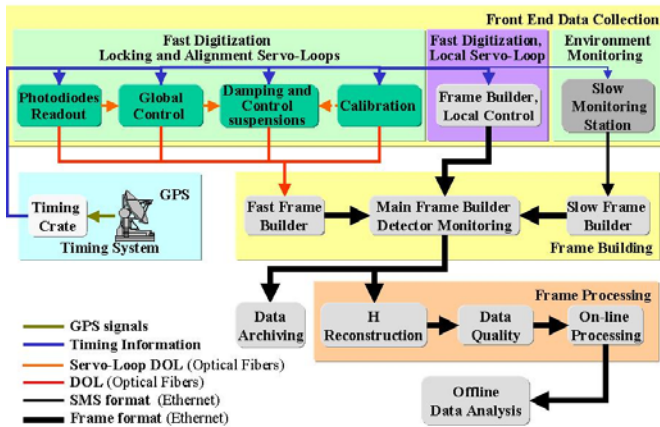 Front End Data Collection
Fast Digitization
Locking and Alignment Servo-Loops
Fast Digitization,
Local Servo-Loop
Environment
Monitoring
Photodiodes
Readout
Global
Control
Damping and
Control
suspensions
Calibration
Frame Builder,
Local Control
Slow
Monitoring
Station
GPS
Timing
Crate
Timing System
Fast Frame
Builder
Main Frame Builder
Detector Monitoring
Slow Frame
Builder
Frame Building
Data
Archiving
Frame Processing
H
Reconstruction
Data
Quality
On-line
Processing
Offline
Data Analysis
GPS signals
Timing Information
Servo-Loop DOL (Optical Fibers)
DOL (Optical Fibers)
SMS format (Ethernet)
Frame format (Ethernet)